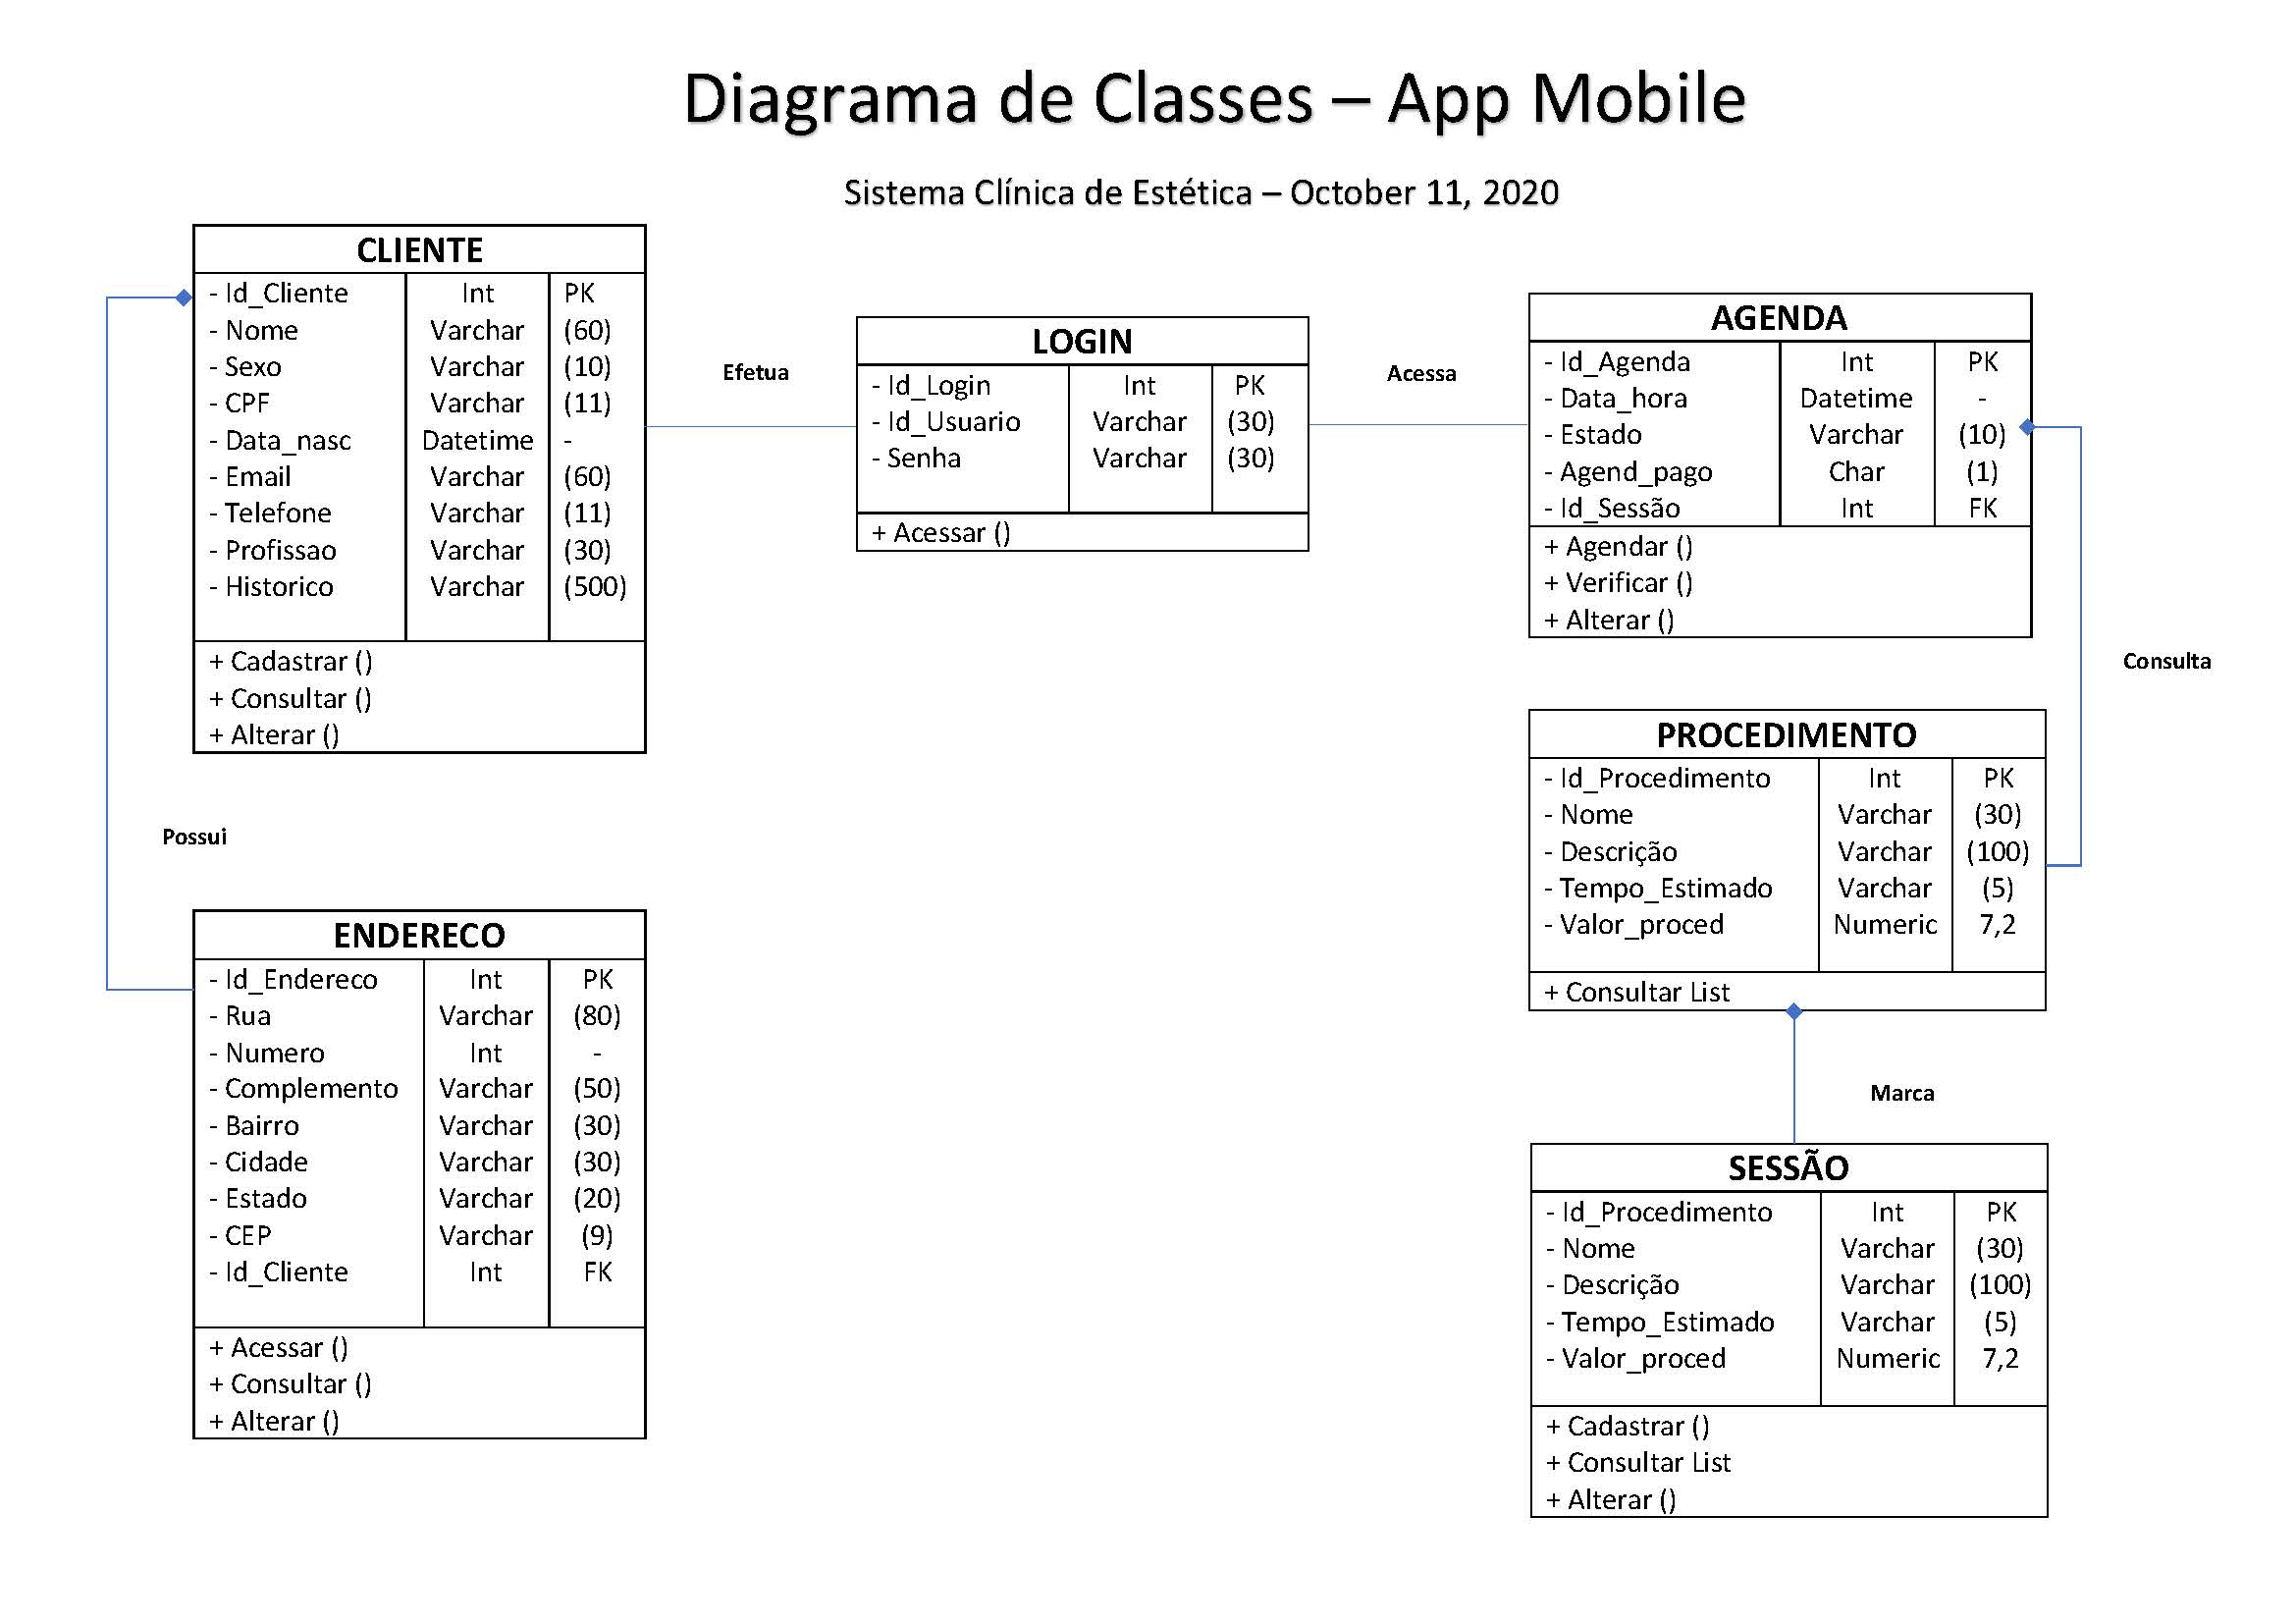 Diagrama de Classes – App Mobile
Sistema Clínica de Estética – October 11, 2020
CLIENTE
- Id_Cliente Int PK
- Nome Varchar (60)
- Sexo Varchar (10)
- CPF Varchar (11)
- Data_nasc Datetime -
- Email Varchar (60)
- Telefone Varchar (11)
- Profissao Varchar (30)
- Historico Varchar (500)
+ Cadastrar ()
+ Consultar ()
+ Alterar ()
Efetua
LOGIN
- Id_Login Int PK
- Id_Usuario Varchar (30)
- Senha Varchar (30)
+ Acessar ()
Acessa
AGENDA
- Id_Agenda Int PK
- Data_hora Datetime -
- Estado Varchar (10)
- Agend_pago Char (1)
- Id_Sessão Int FK
+ Agendar ()
+ Verificar ()
+ Alterar ()
Consulta
PROCEDIMENTO
- Id_Procedimento Int PK
- Nome Varchar (30)
- Descrição Varchar (100)
- Tempo_Estimado Varchar (5)
- Valor_proced Numeric 7,2
+ Consultar List
Possui
ENDERECO
- Id_Endereco Int PK
- Rua Varchar (80)
- Numero Int -
- Complemento Varchar (50)
- Bairro Varchar (30)
- Cidade Varchar (30)
- Estado Varchar (20)
- CEP Varchar (9)
- Id_Cliente Int FK
+ Acessar ()
+ Consultar ()
+ Alterar ()
Marca
SESSÃO
- Id_Procedimento Int PK
- Nome Varchar (30)
- Descrição Varchar (100)
- Tempo_Estimado Varchar (5)
- Valor_proced Numeric 7,2
+ Cadastrar ()
+ Consultar List
+ Alterar ()